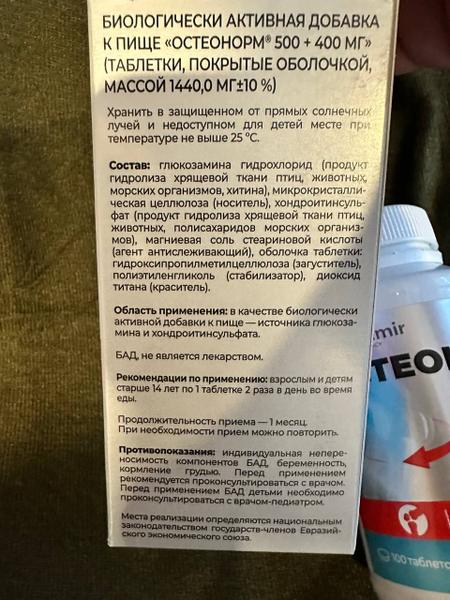 БИОЛОГИЧЕСКИ АКТИВНАЯ ДОБАВКА
К ПИЩЕ «ОСТЕОНОРМ® 500 + 400 МГ»
(ТАБЛЕТКИ, ПОКРЫТЫЕ ОБОЛОЧКОЙ,
МАССОЙ 1440,0 МГ±10 %)
Хранить в защищенном от прямых солнечных
лучей и недоступном для детей месте при
температуре не выше 25 °С.
Состав: глюкозамина гидрохлорид (продукт
гидролиза хрящевой ткани птиц, животных,
морских организмов, хитина), микрокристалли-
ческая целлюлоза (носитель), хондроитинсуль-
фат (продукт гидролиза хрящевой ткани птиц,
животных, полисахаридов морских организ-
мов), магниевая соль стеариновой кислоты
(агент антислеживающий), оболочка таблетки:
гидроксипропилметилцеллюлоза (загуститель),
полиэтиленгликоль (стабилизатор), диоксид
титана (краситель).
Область применения: в качестве биологически
активной добавки к пище — источника глюкоза-
мина и хондроитинсульфата.
БАД, не является лекарством.
Рекомендации по применению: взрослым и детям
старше 14 лет по 1 таблетке 2 раза в день во время
еды.
Продолжительность приема — 1 месяц.
При необходимости прием можно повторить.
Противопоказания: индивидуальная непере-
носимость компонентов БАД, беременность,
кормление грудью. Перед применением
рекомендуется проконсультироваться с врачом.
Перед применением БАД детьми необходимо
проконсультироваться с врачом-педиатром.
Места реализации определяются национальным
законодательством государств-членов Евразий-
ского экономического союза.
mir
ТЕО
100 таблето